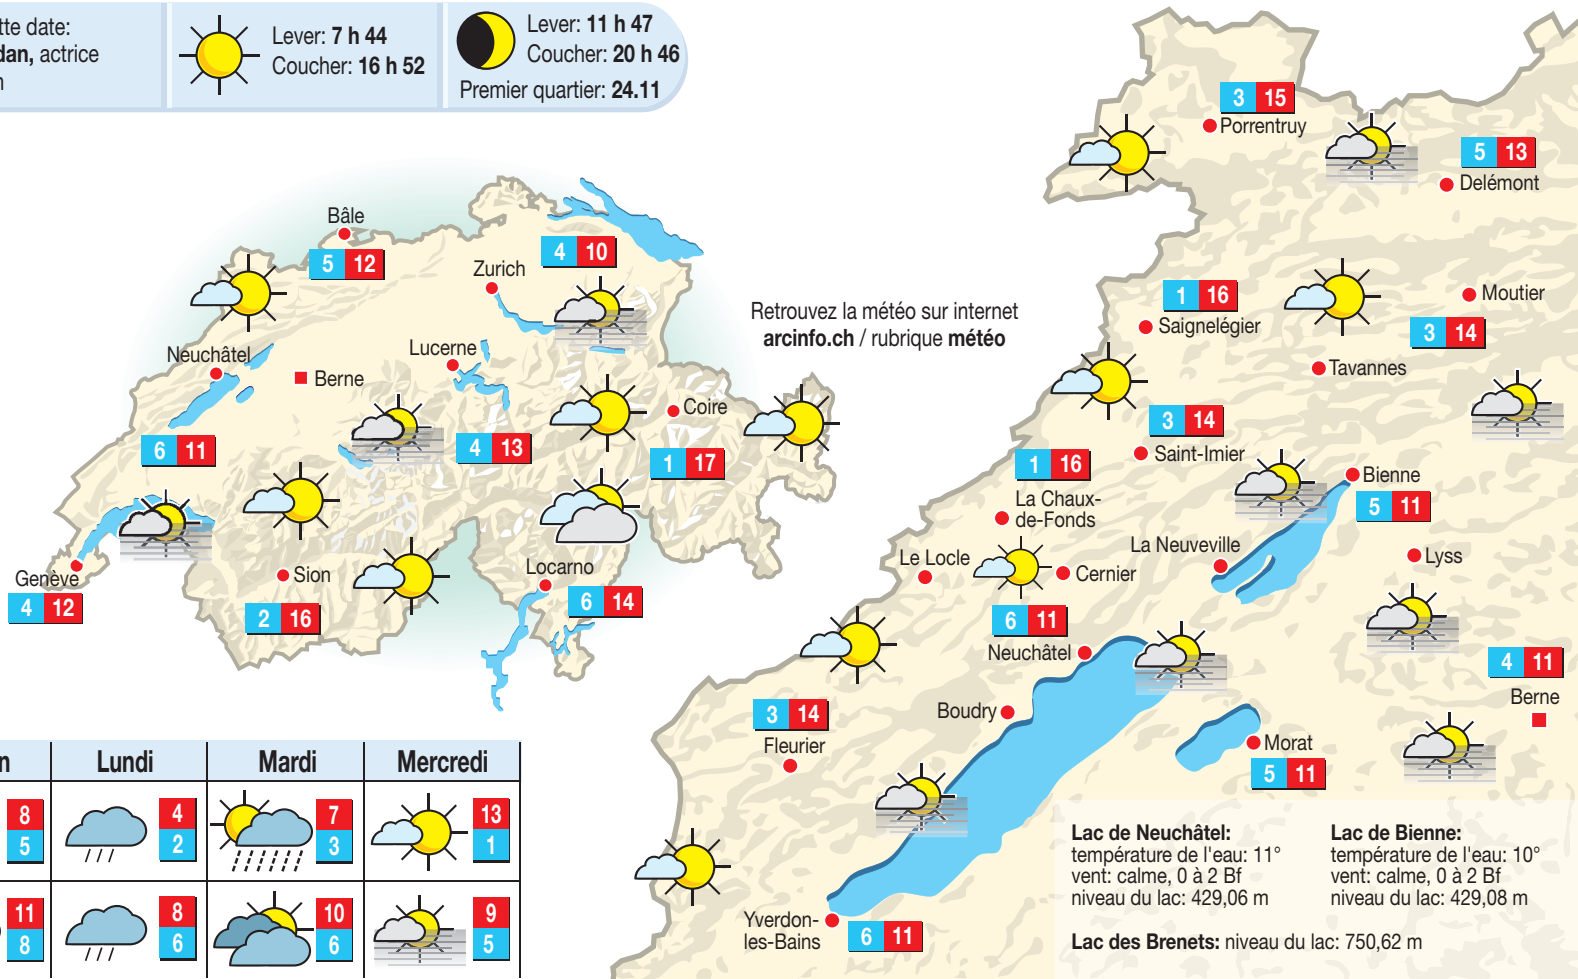 tte date:
dan, actrice
Lever: 7 h 44
Coucher: 16 h 52
Lever: 11 h 47
Coucher: 20 h 46
Premier quartier: 24.11
Bâle
5 12
Zurich
4 10
Neuchâtel
6 11
Berne
Lucerne
4 13
Coire
1 17
Genève
4 12
Sion
2 16
Locarno
6 14
Retrouvez la météo sur internet
arcinfo.ch / rubrique météo
3 15
Porrentruy
5 13
Delémont
1 16
Saignelégier
Moutier
3 14
Tavannes
3 14
Saint-Imier
1 16
La Chaux-
de-Fonds
Bienne
5 11
Le Locle
Cernier
La Neuveville
Lyss
6 11
Neuchâtel
4 11
Berne
Boudry
3 14
Fleurier
Morat
5 11
Yverdon-
les-Bains
6 11
n Lundi Mardi Mercredi
8 4 7 13
5 2 3 1
11 8 10 9
8 6 6 5
Lac de Neuchâtel:
température de l'eau: 11°
vent: calme, 0 à 2 Bf
niveau du lac: 429,06 m
Lac de Bienne:
température de l'eau: 10°
vent: calme, 0 à 2 Bf
niveau du lac: 429,08 m
Lac des Brenets: niveau du lac: 750,62 m